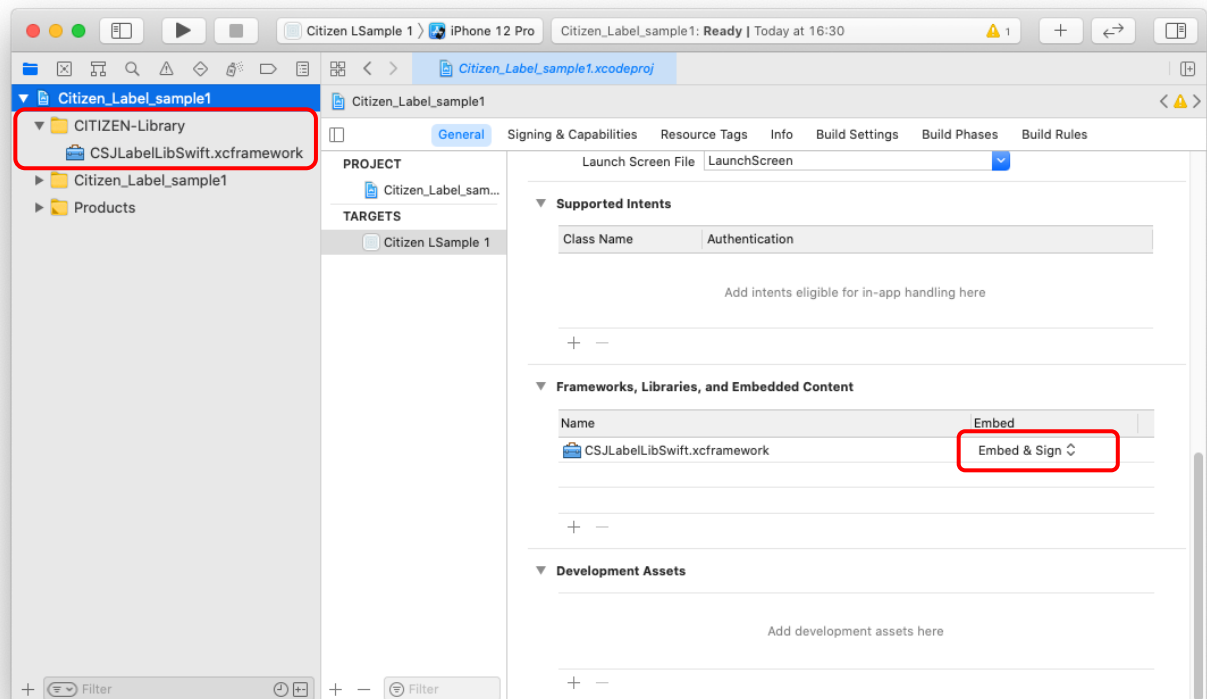 Citizen LSample 1 〉 iPhone 12 Pro
Citizen_Label_sample1: Ready | Today at 16:30
1
Citizen_Label_sample1.xcodeproj
Citizen_Label_sample1
CITIZEN-Library
CSJLabelLibSwift.xcframework
Citizen_Label_sample1
Products
Filter
Citizen_Label_sample1
General Signing & Capabilities Resource Tags Info Build Settings Build Phases Build Rules
PROJECT
Citizen_Label_sam...
TARGETS
Citizen LSample 1
Filter
Launch Screen File LaunchScreen
Supported Intents
Class Name Authentication
Add intents eligible for in-app handling here
Frameworks, Libraries, and Embedded Content
Name Embed
CSJLabelLibSwift.xcframework Embed & Sign
Development Assets
Add development assets here